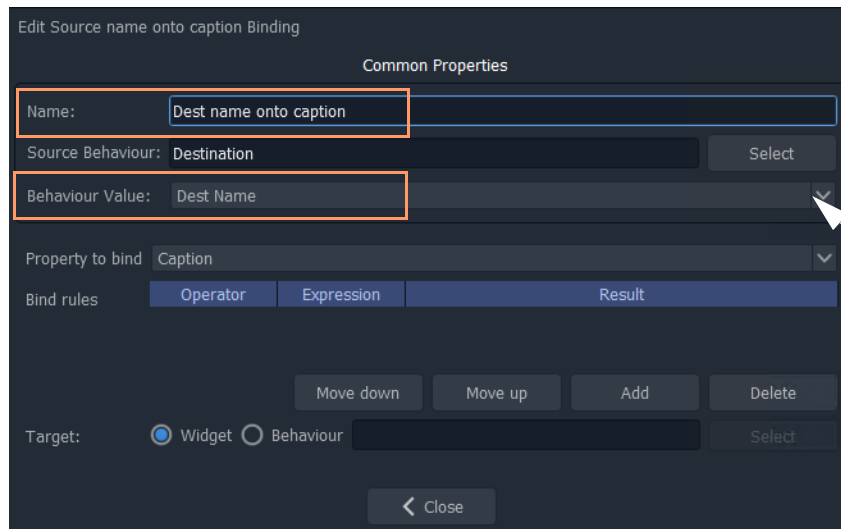 Edit Source name onto caption Binding
Common Properties
Name: Dest name onto caption
Source Behaviour: Destination Select
Behaviour Value: Dest Name
Property to bind Caption
Bind rules Operator Expression Result
Move down Move up Add Delete
Target: Widget Behaviour Select
Close